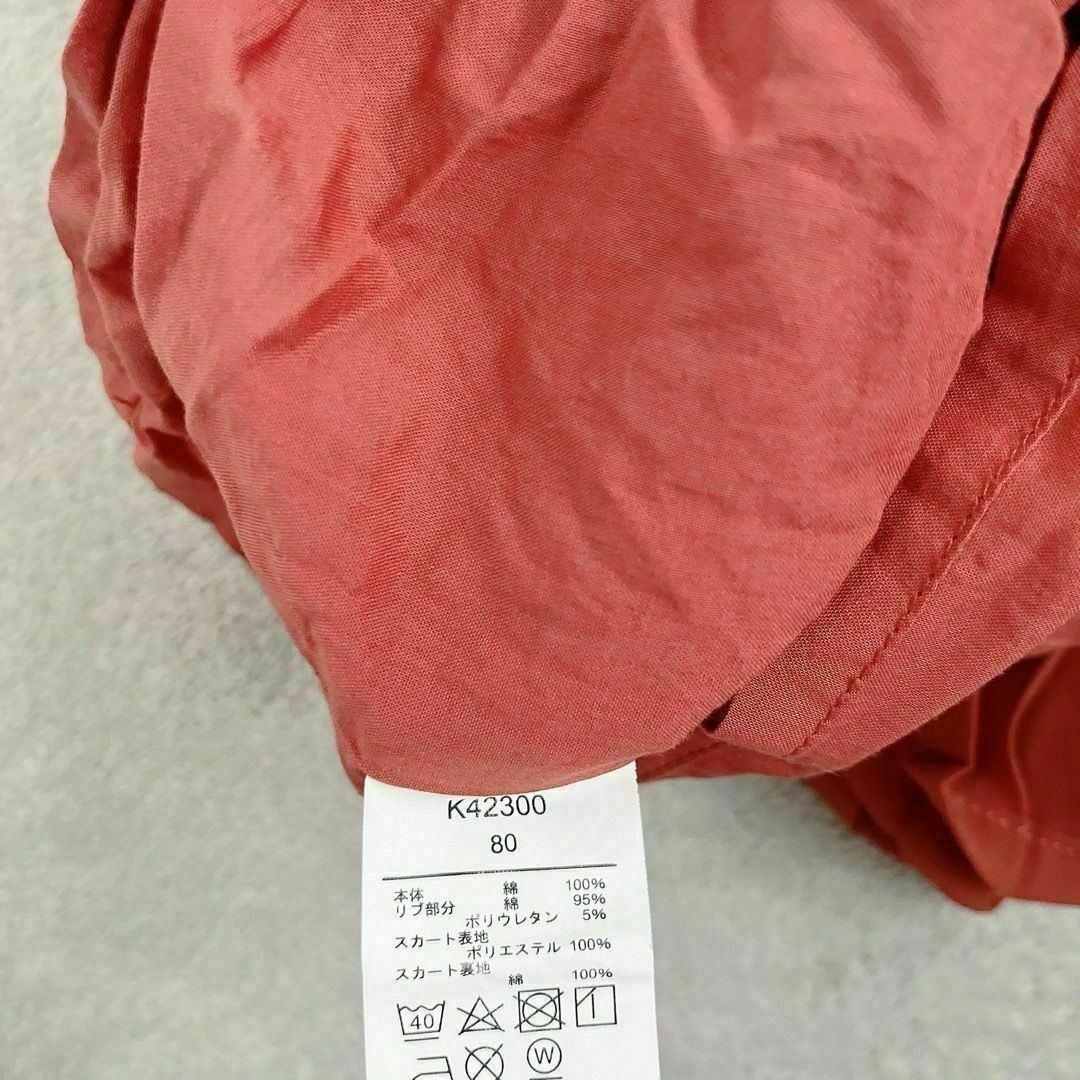 K42300
80
本体 綿 100%
リブ部分 綿 95%
ポリウレタン 5%
スカート表地
ポリエステル 100%
スカート裏地
綿 100%
40
W